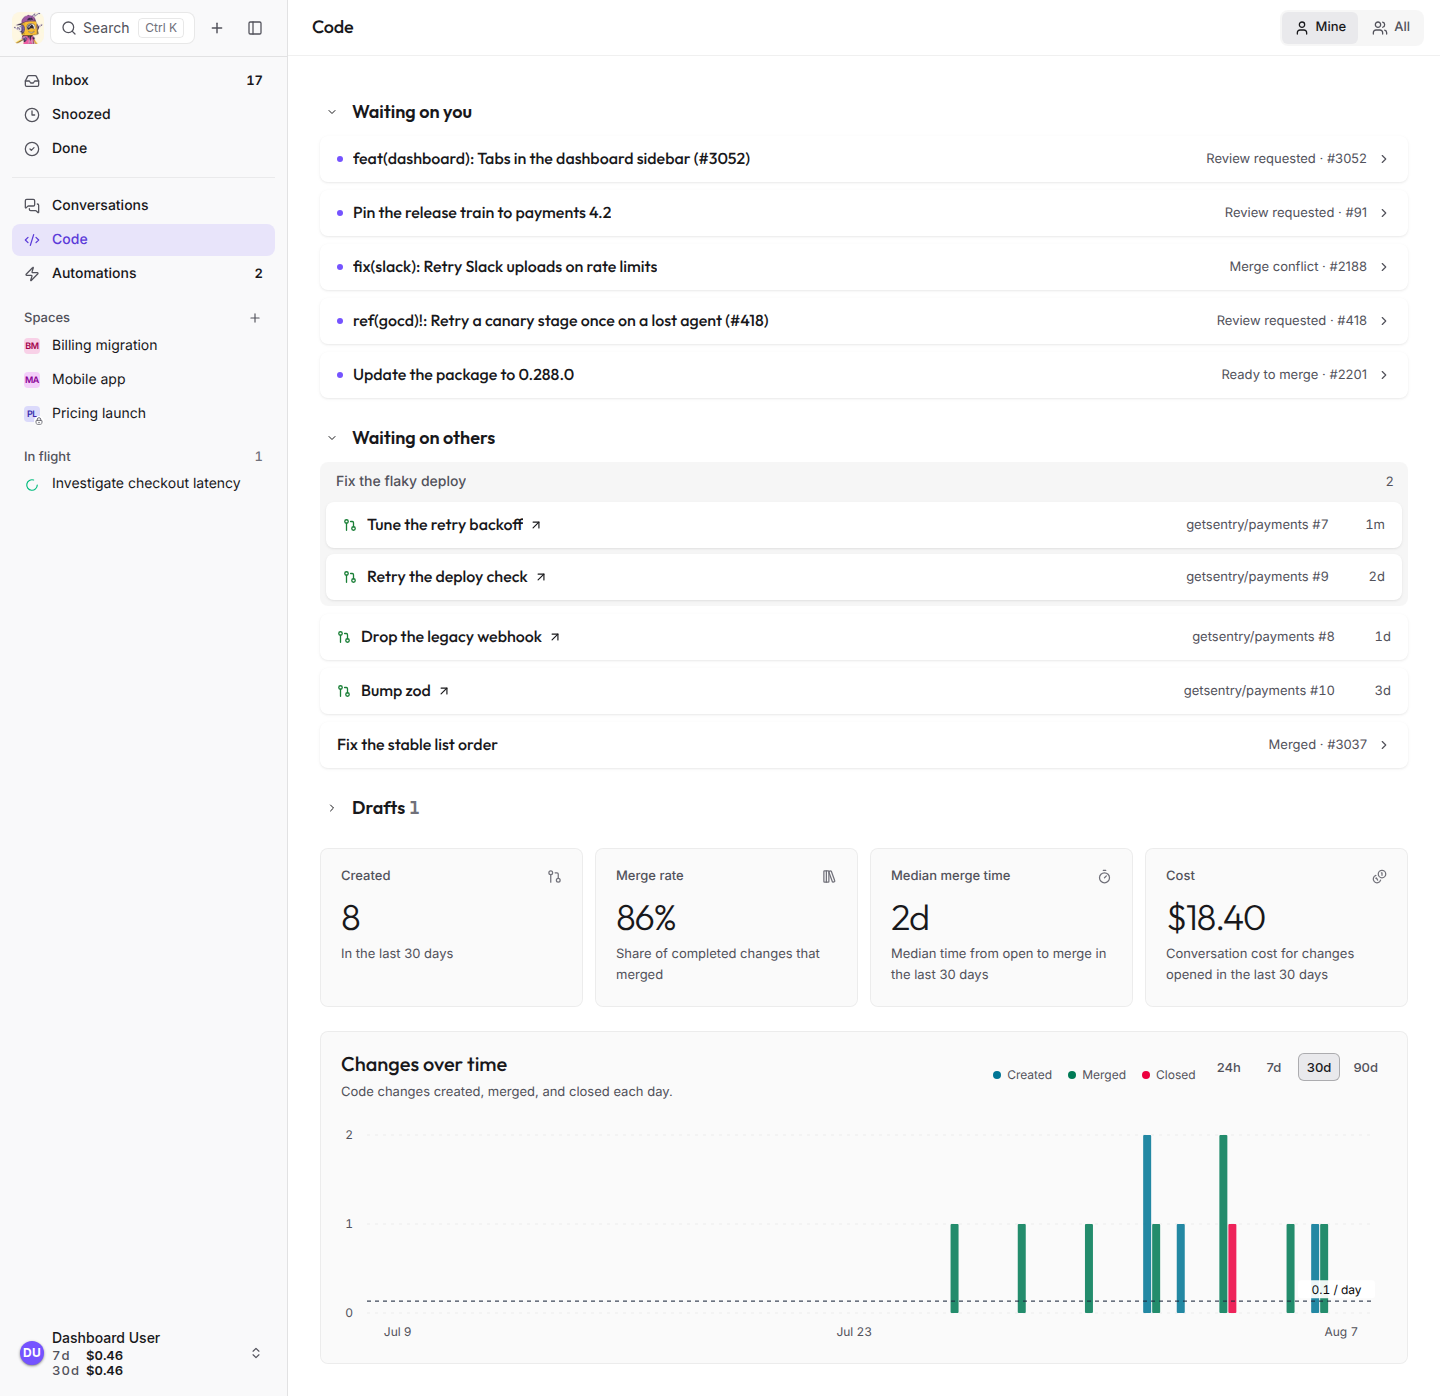 Search Ctrl K
Inbox 17
Snoozed
Done
Conversations
Code
Automations 2
Spaces
BM Billing migration
MA Mobile app
PL Pricing launch
In flight 1
Investigate checkout latency
DU Dashboard User
7d $0.46
30d $0.46
Code
Mine All
Waiting on you
feat(dashboard): Tabs in the dashboard sidebar (#3052) Review requested · #3052
Pin the release train to payments 4.2 Review requested · #91
fix(slack): Retry Slack uploads on rate limits Merge conflict · #2188
ref(gocd)!: Retry a canary stage once on a lost agent (#418) Review requested · #418
Update the package to 0.288.0 Ready to merge · #2201
Waiting on others
Fix the flaky deploy 2
Tune the retry backoff getsentry/payments #7 1m
Retry the deploy check getsentry/payments #9 2d
Drop the legacy webhook getsentry/payments #8 1d
Bump zod getsentry/payments #10 3d
Fix the stable list order Merged · #3037
Drafts 1
Created
8
In the last 30 days
Merge rate
86%
Share of completed changes that
merged
Median merge time
2d
Median time from open to merge in
the last 30 days
Cost
$18.40
Conversation cost for changes
opened in the last 30 days
Changes over time
Code changes created, merged, and closed each day.
Created Merged Closed 24h 7d 30d 90d
2
1
0
0.1 / day
Jul 9 Jul 23 Aug 7